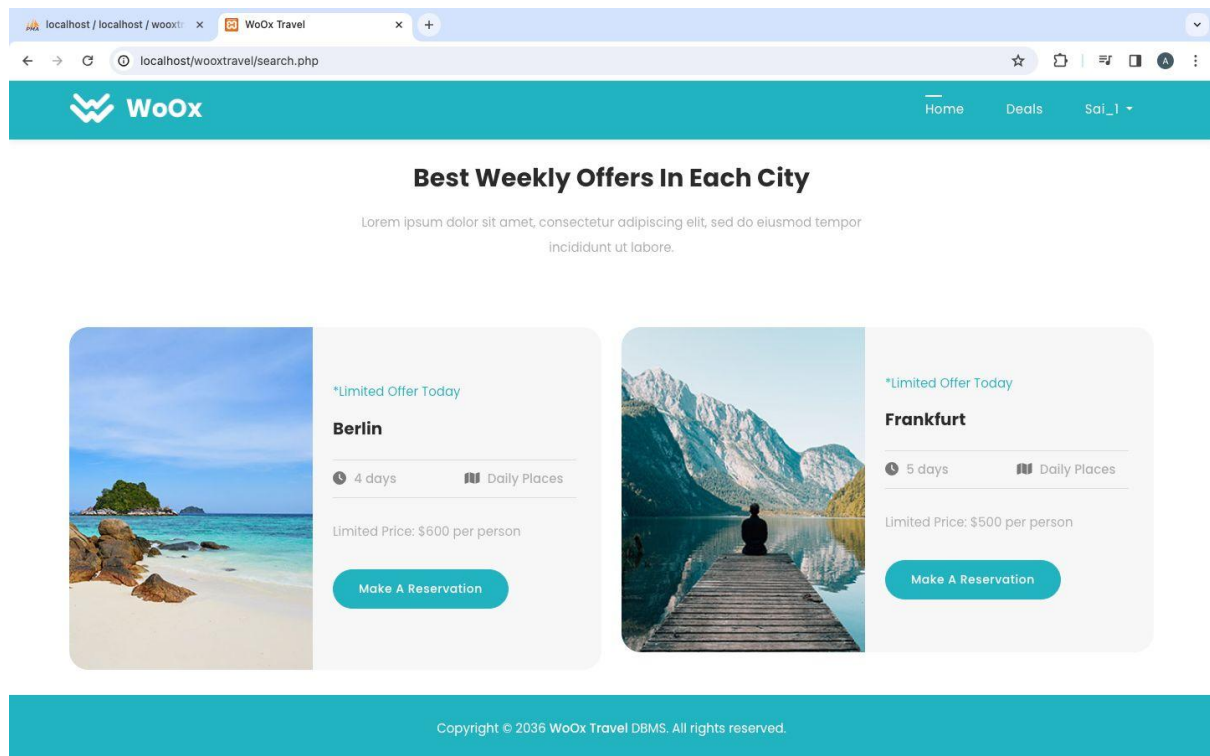 localhost / localhost / wooxtr
WoOx Travel
localhost/wooxtravel/search.php
A
WoOx
Home Deals Sai_1
Best Weekly Offers In Each City
Lorem ipsum dolor sit amet, consectetur adipiscing elit, sed do eiusmod tempor
incididunt ut labore.
*Limited Offer Today
Berlin
4 days Daily Places
Limited Price: $600 per person
Make A Reservation
*Limited Offer Today
Frankfurt
5 days Daily Places
Limited Price: $500 per person
Make A Reservation
Copyright © 2036 WoOx Travel DBMS. All rights reserved.